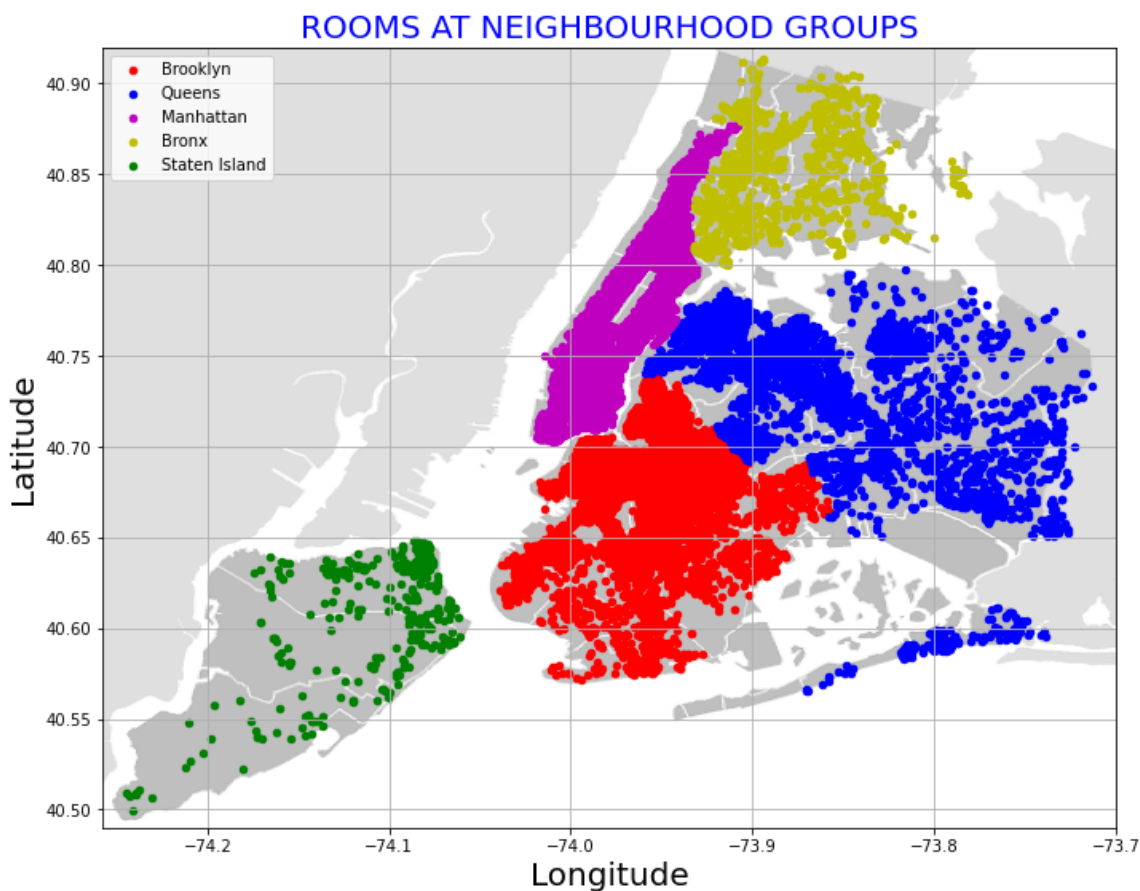 ROOMS AT NEIGHBOURHOOD GROUPS
Brooklyn
Queens
Manhattan
Bronx
Staten Island
40.90
40.85
40.80
40.75
40.70
40.65
40.60
40.55
40.50
Latitude
−74.2
−74.1
−74.0
−73.9
−73.8
−73.7
Longitude